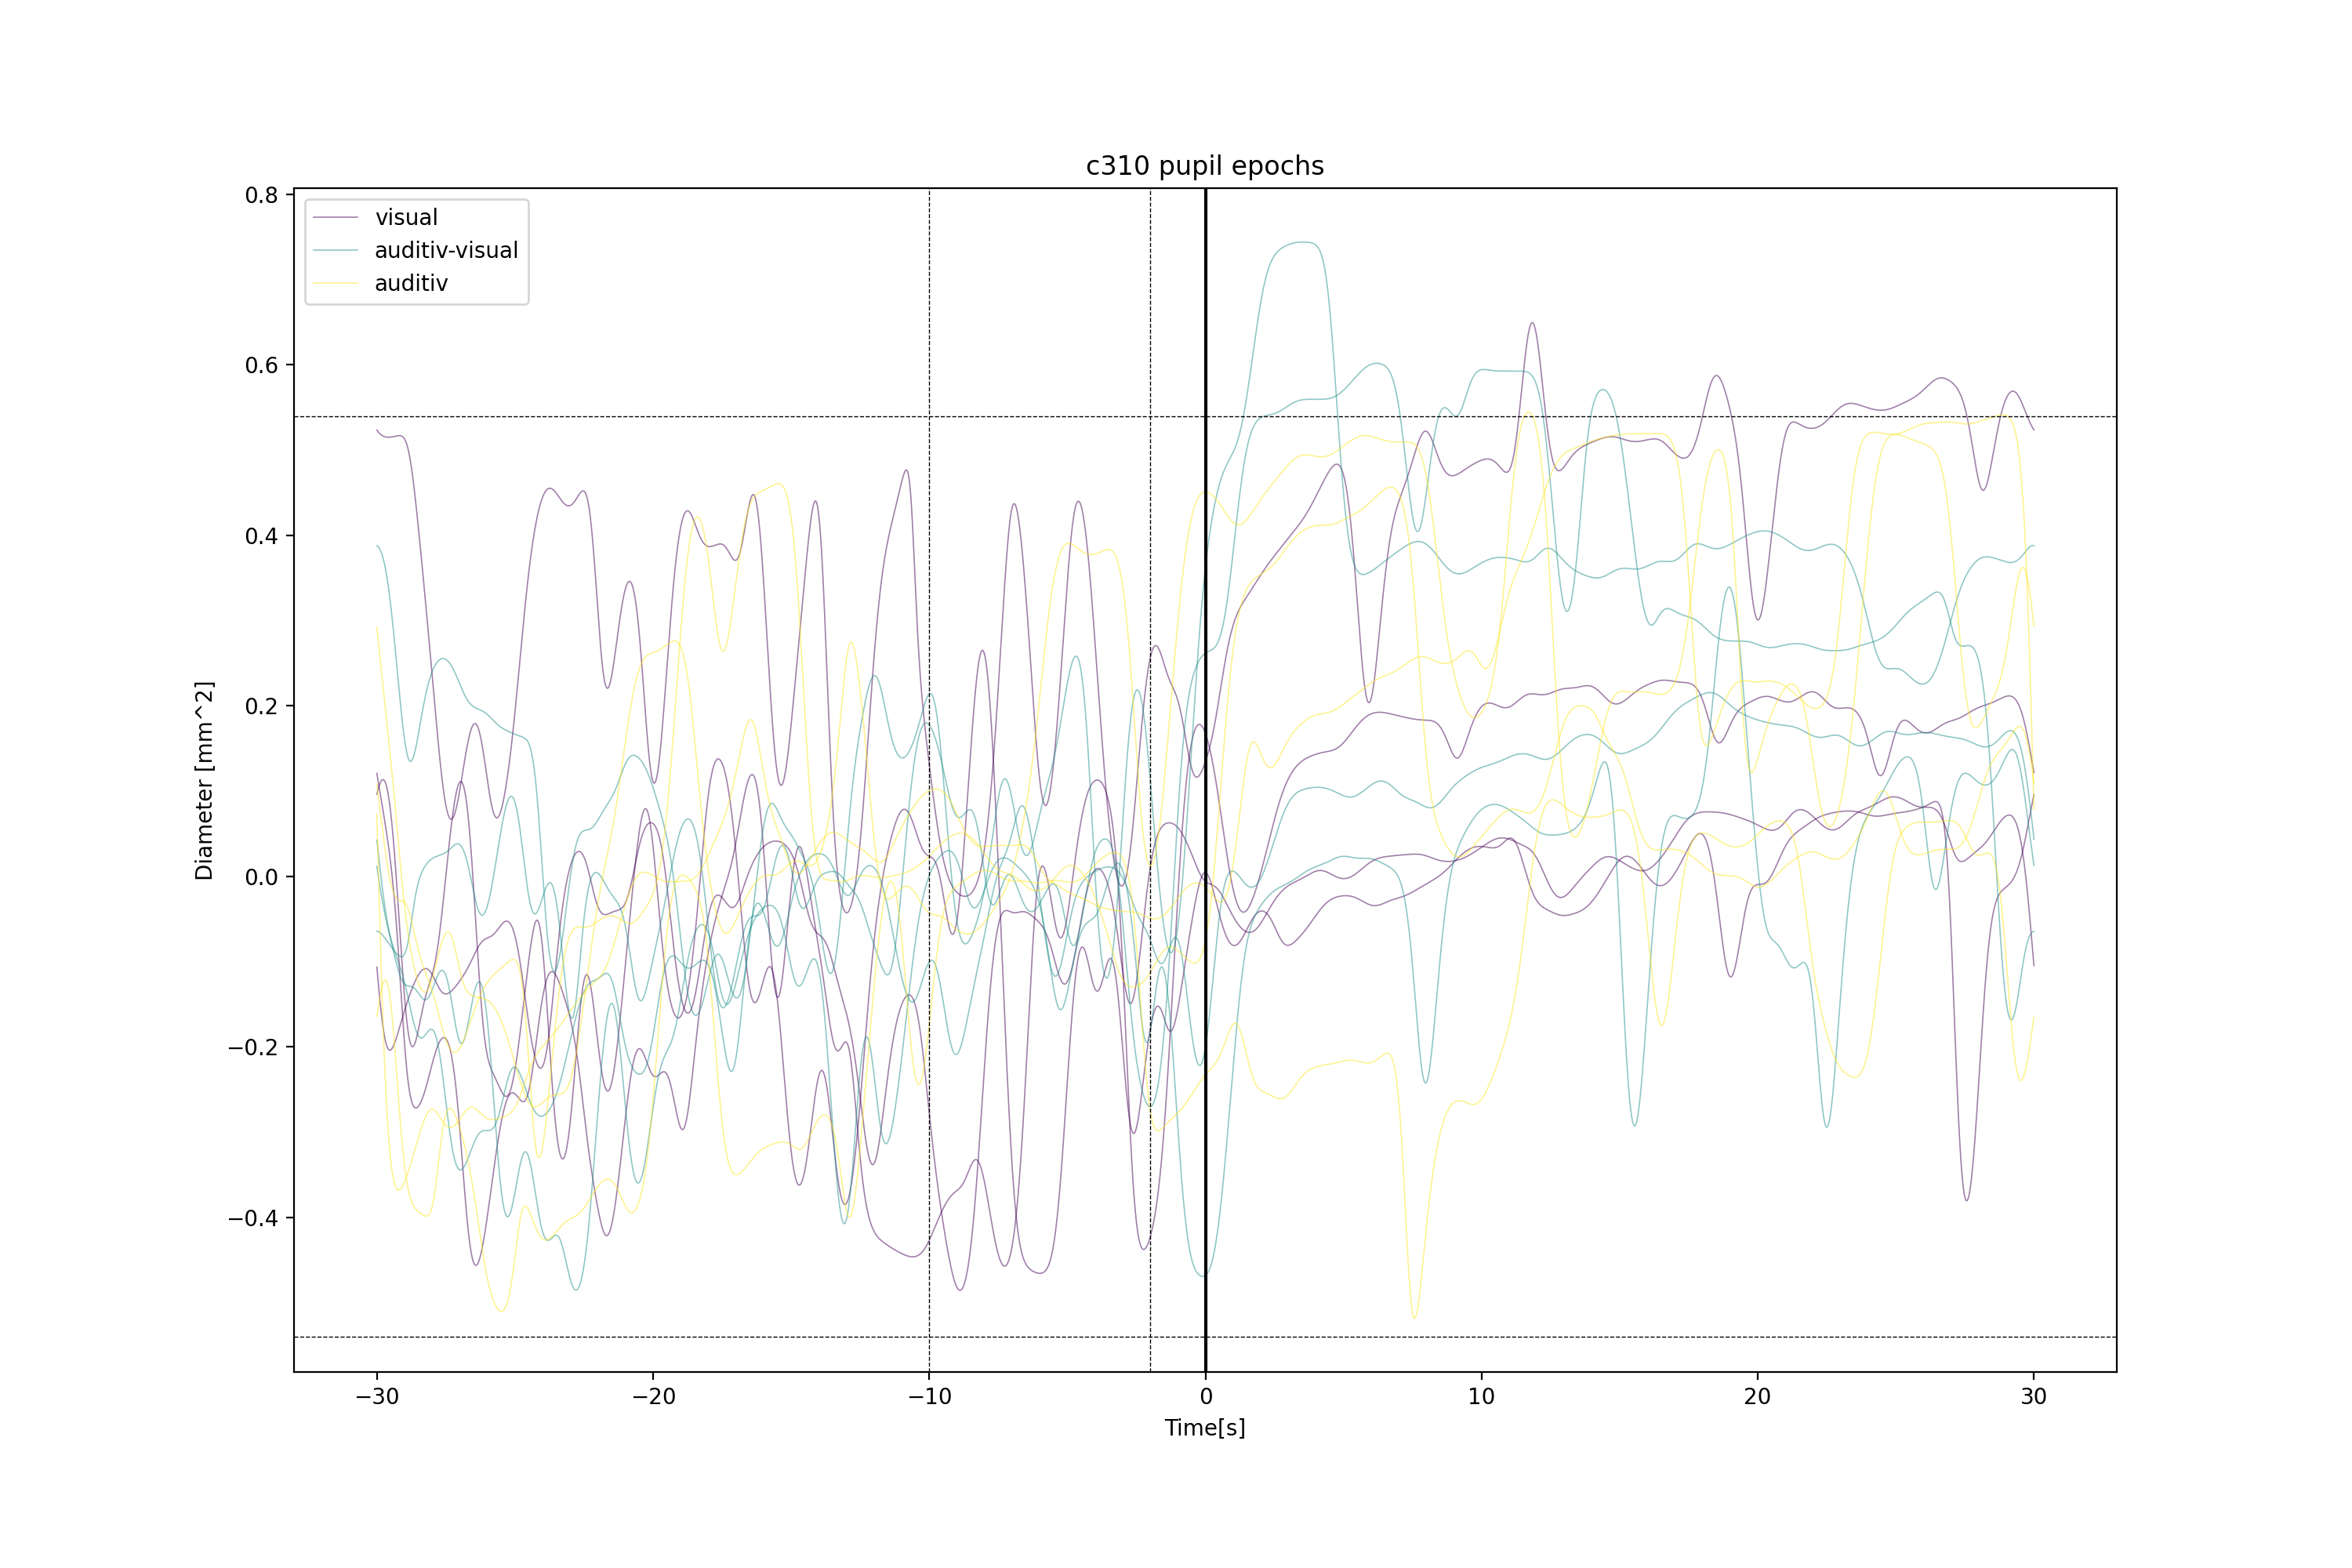 c310 pupil epochs
visual
auditiv-visual
auditiv
Diameter [mm^2]
0.8
0.6
0.4
0.2
0.0
−0.2
−0.4
−30
−20
−10
0
10
20
30
Time[s]